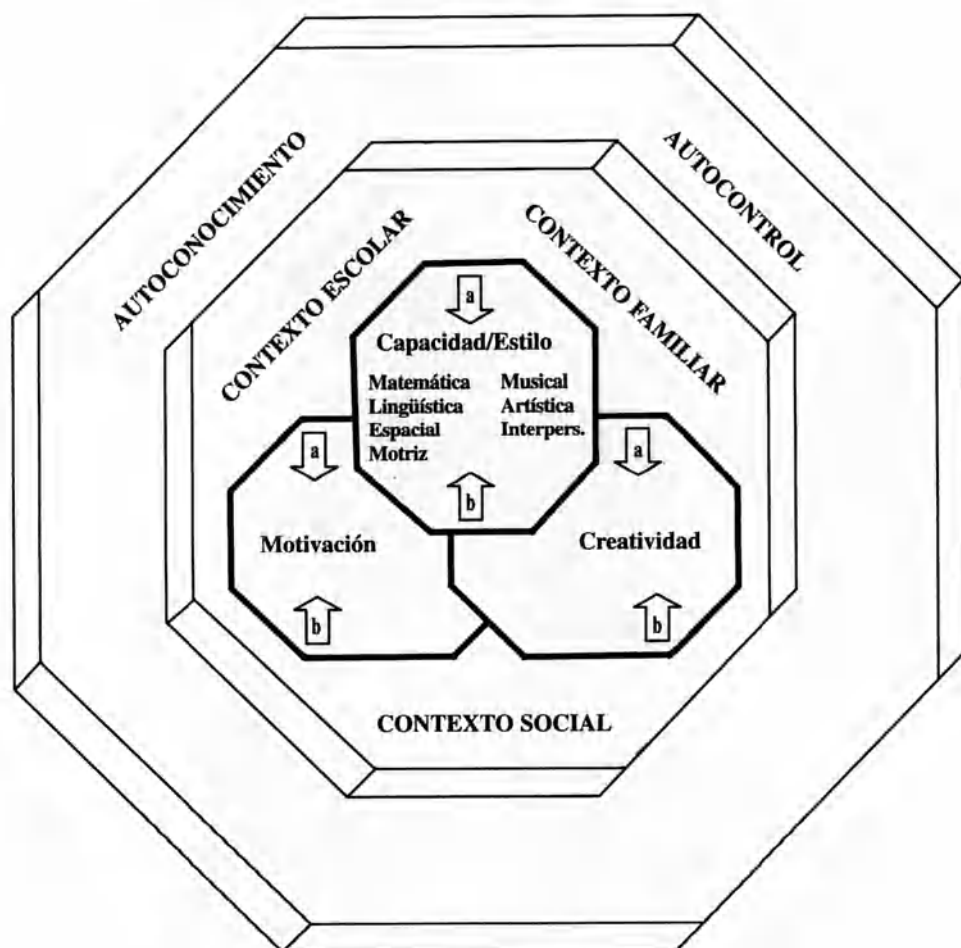 AUTOCONOCIMIENTO
AUTOCONTROL
CONTEXTO ESCOLAR
CONTEXTO FAMILIAR
a
Capacidad/Estilo
Matemática Musical
Lingüística Artística
Espacial Interpers.
Motriz
b
a
Motivación
b
a
Creatividad
b
CONTEXTO SOCIAL